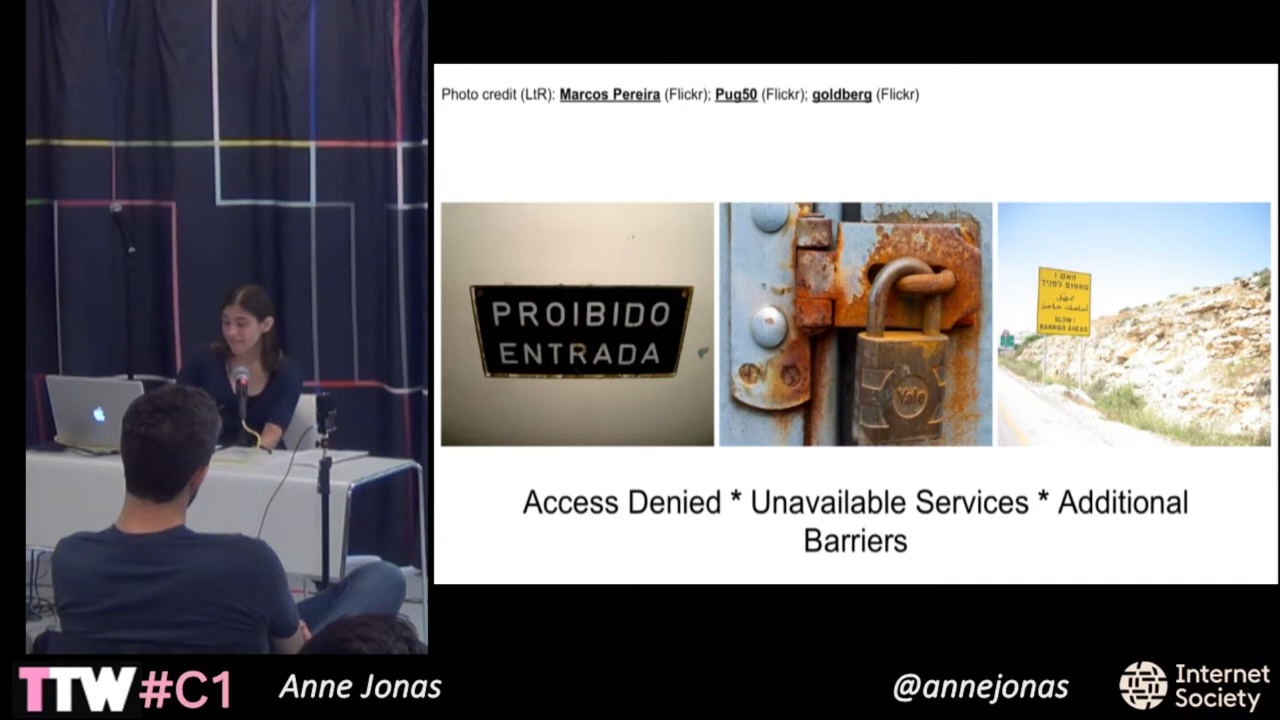 Photo credit (LtR): Marcos Pereira (Flickr); Pug50 (Flickr); goldberg (Flickr)
PROIBIDO
ENTRADA
Yale
SLOW!
BARRIER AHEAD
Access Denied * Unavailable Services * Additional
Barriers
TTW#C1
Anne Jonas
@annejonas
Internet
Society